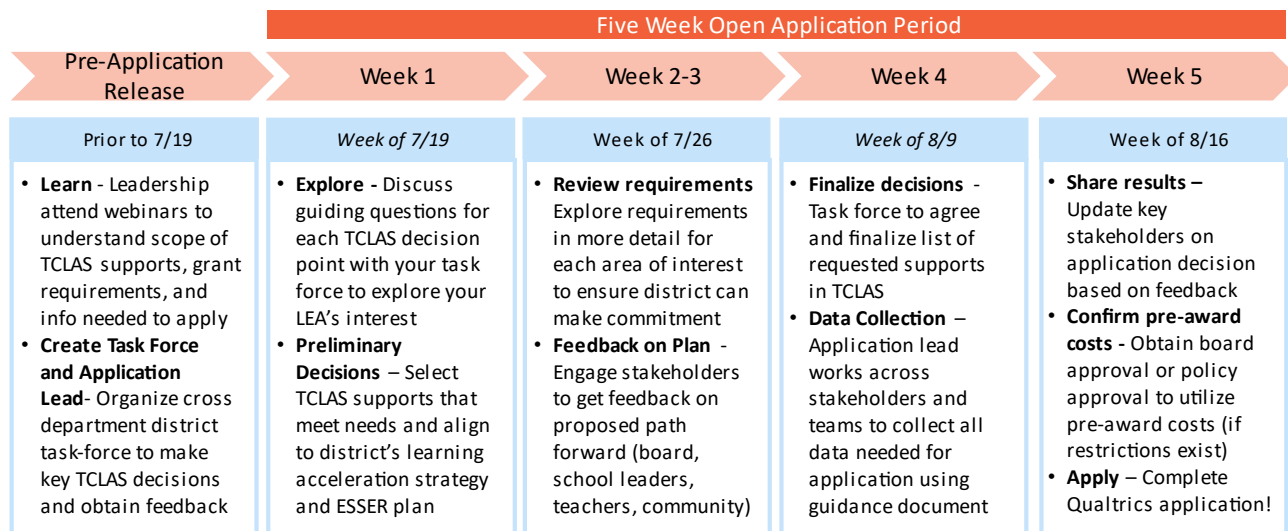 Five Week Open Application Period
Pre-Application
Release
Week 1
Week 2-3
Week 4
Week 5
Prior to 7/19
• Learn - Leadership
attend webinars to
understand scope of
TCLAS supports, grant
requirements, and
info needed to apply
• Create Task Force
and Application
Lead- Organize cross
department district
task-force to make
key TCLAS decisions
and obtain feedback
Week of 7/19
• Explore - Discuss
guiding questions for
each TCLAS decision
point with your task
force to explore your
LEA's interest
• Preliminary
Decisions – Select
TCLAS supports that
meet needs and align
to district's learning
acceleration strategy
and ESSER plan
Week of 7/26
• Review requirements
Explore requirements
in more detail for
each area of interest
to ensure district can
make commitment
• Feedback on Plan -
Engage stakeholders
to get feedback on
proposed path
forward (board,
school leaders,
teachers, community)
Week of 8/9
• Finalize decisions -
Task force to agree
and finalize list of
requested supports
in TCLAS
• Data Collection –
Application lead
works across
stakeholders and
teams to collect all
data needed for
application using
guidance document
Week of 8/16
• Share results –
Update key
stakeholders on
application decision
based on feedback
• Confirm pre-award
costs - Obtain board
approval or policy
approval to utilize
pre-award costs (if
restrictions exist)
• Apply – Complete
Qualtrics application!